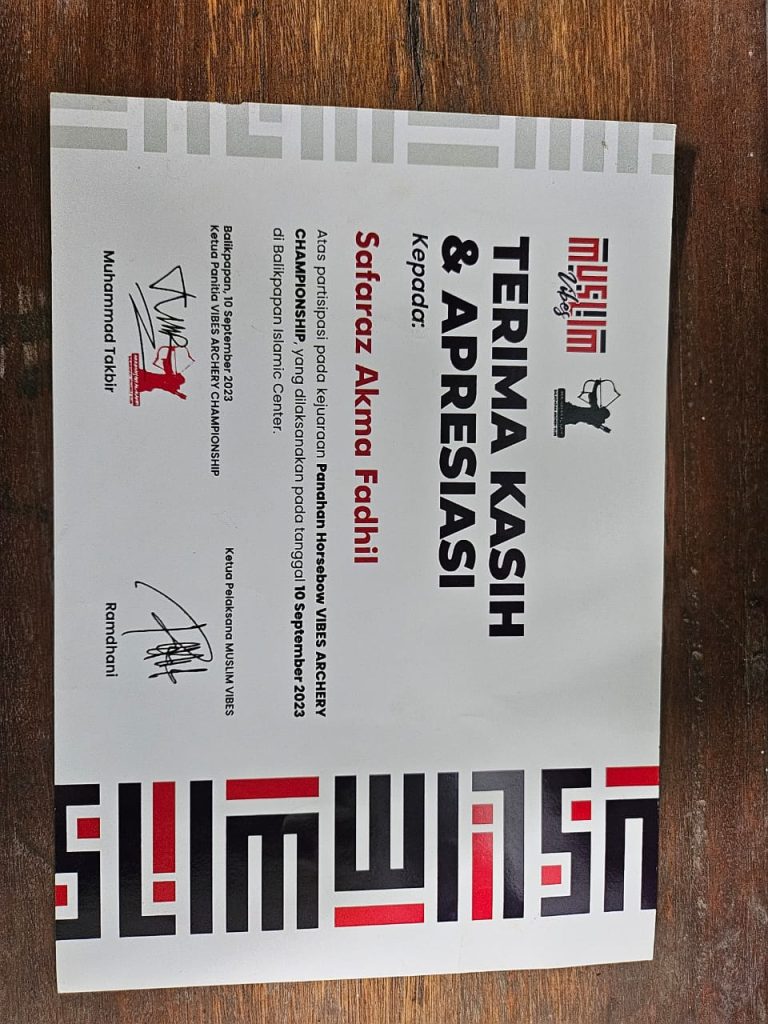 MUSLIM
Vibes
TERIMA KASIH
& APRESIASI
Kepada:
Safaraz Akma Fadhil
Atas partisipasi pada kejuaraan Panahan Horsebow VIBES ARCHERY
CHAMPIONSHIP, yang dilaksanakan pada tanggal 10 September 2023
di Balikpapan Islamic Center.
Balikpapan, 10 September 2023
Ketua Panitia VIBES ARCHERY CHAMPIONSHIP
Muhammad Takbir
Ketua Pelaksana MUSLIM VIBES
Ramdhani